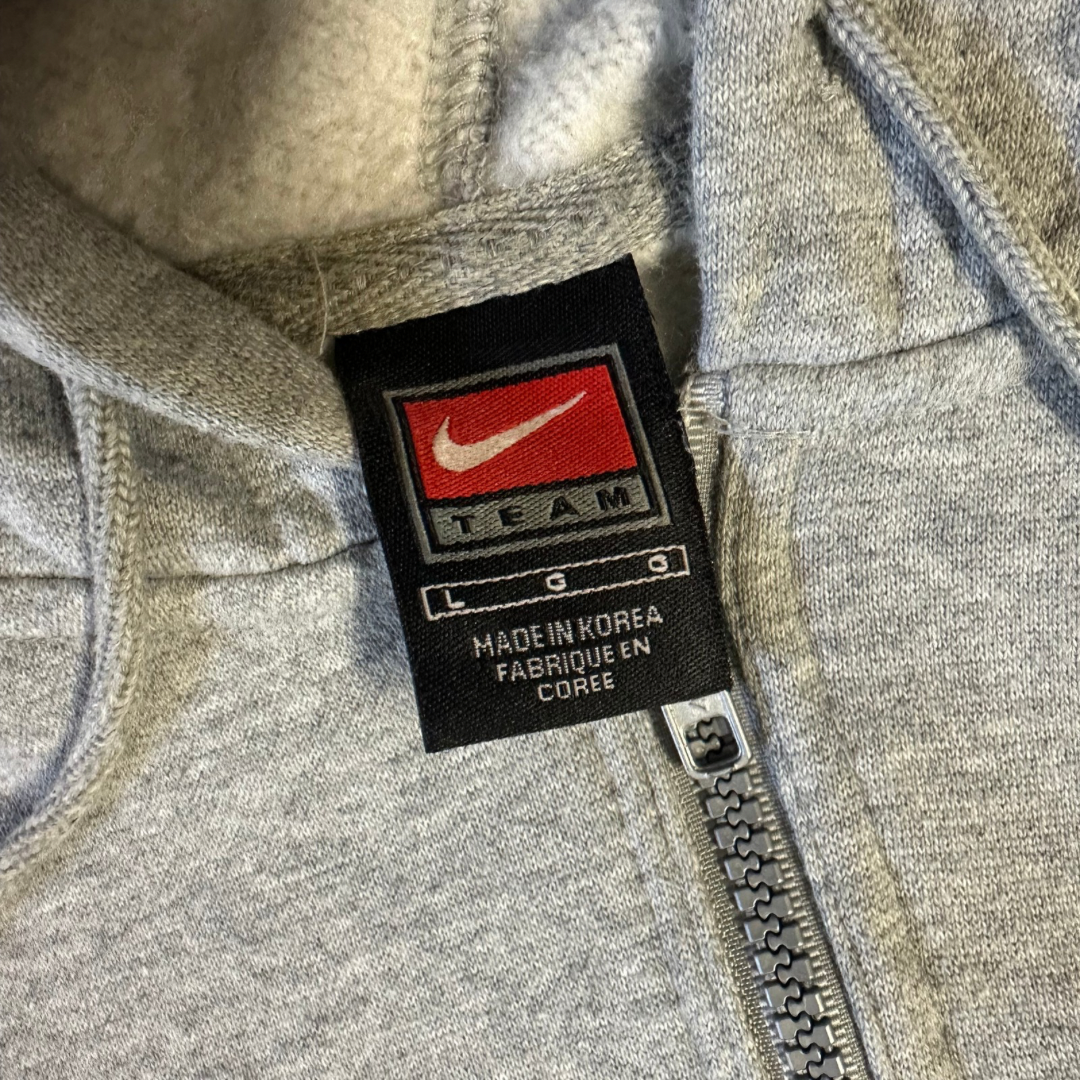 TEAM
L G G
MADE IN KOREA
FABRIQUE EN
COREE